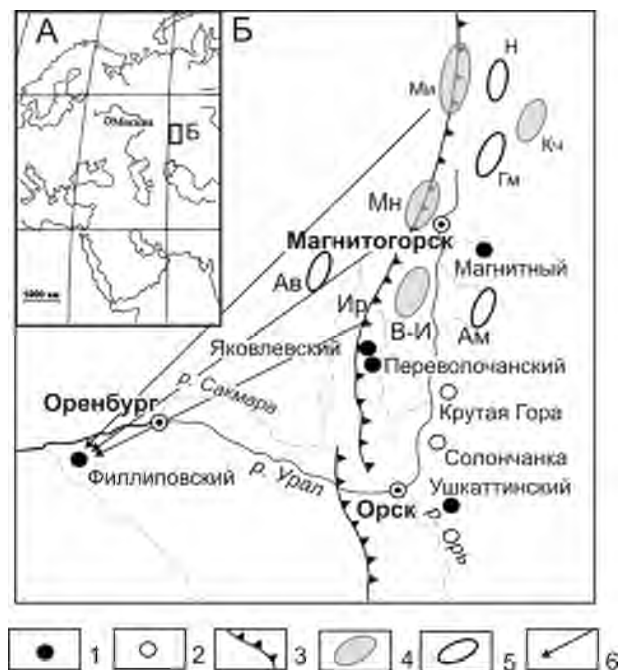 А
Б
Н
Ми
Москва
Б
Кч
Гм
Мн
Магнитогорск
Магнитный
Ав
1000 км
Ир
В-И
Ам
Яковлевский
Переволочанский
р. Сакмара
Оренбург
Крутая Гора
Солончанка
Филлиповский
р. Урал
Ушкаттинский
Орск
р.
Орь
1
2
3
4
5
6